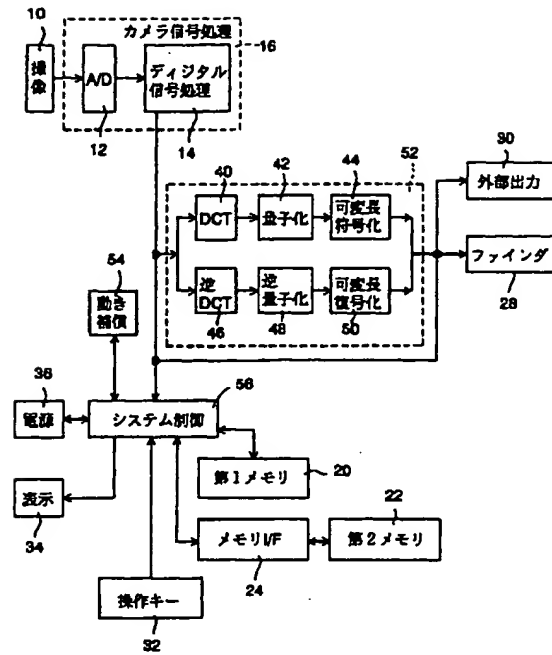 10
カメラ信号処理
16
撮像
A/D
ディジタル
信号処理
12
14
40
42
44
52
30
外部出力
DCT
量子化
可変長
符号化
ファインダ
28
54
動き
補償
逆
DCT
46
逆
量子化
48
可変長
復号化
50
36
56
電源
システム制御
第1メモリ
20
表示
34
22
メモリI/F
第2メモリ
24
操作キー
32